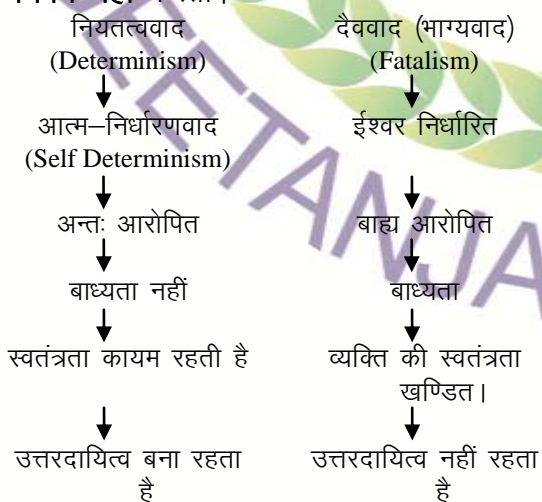 नियतत्ववाद
(Determinism)
आत्म–निर्धारणवाद
(Self Determinism)
अन्तः आरोपित
बाध्यता नहीं
स्वतंत्रता कायम रहती है
उत्तरदायित्व बना रहता
है
दैववाद (भाग्यवाद)
(Fatalism)
ईश्वर निर्धारित
बाह्य आरोपित
बाध्यता
व्यक्ति की स्वतंत्रता
खण्डित।
उत्तरदायित्व नहीं रहता
है
EETANJA